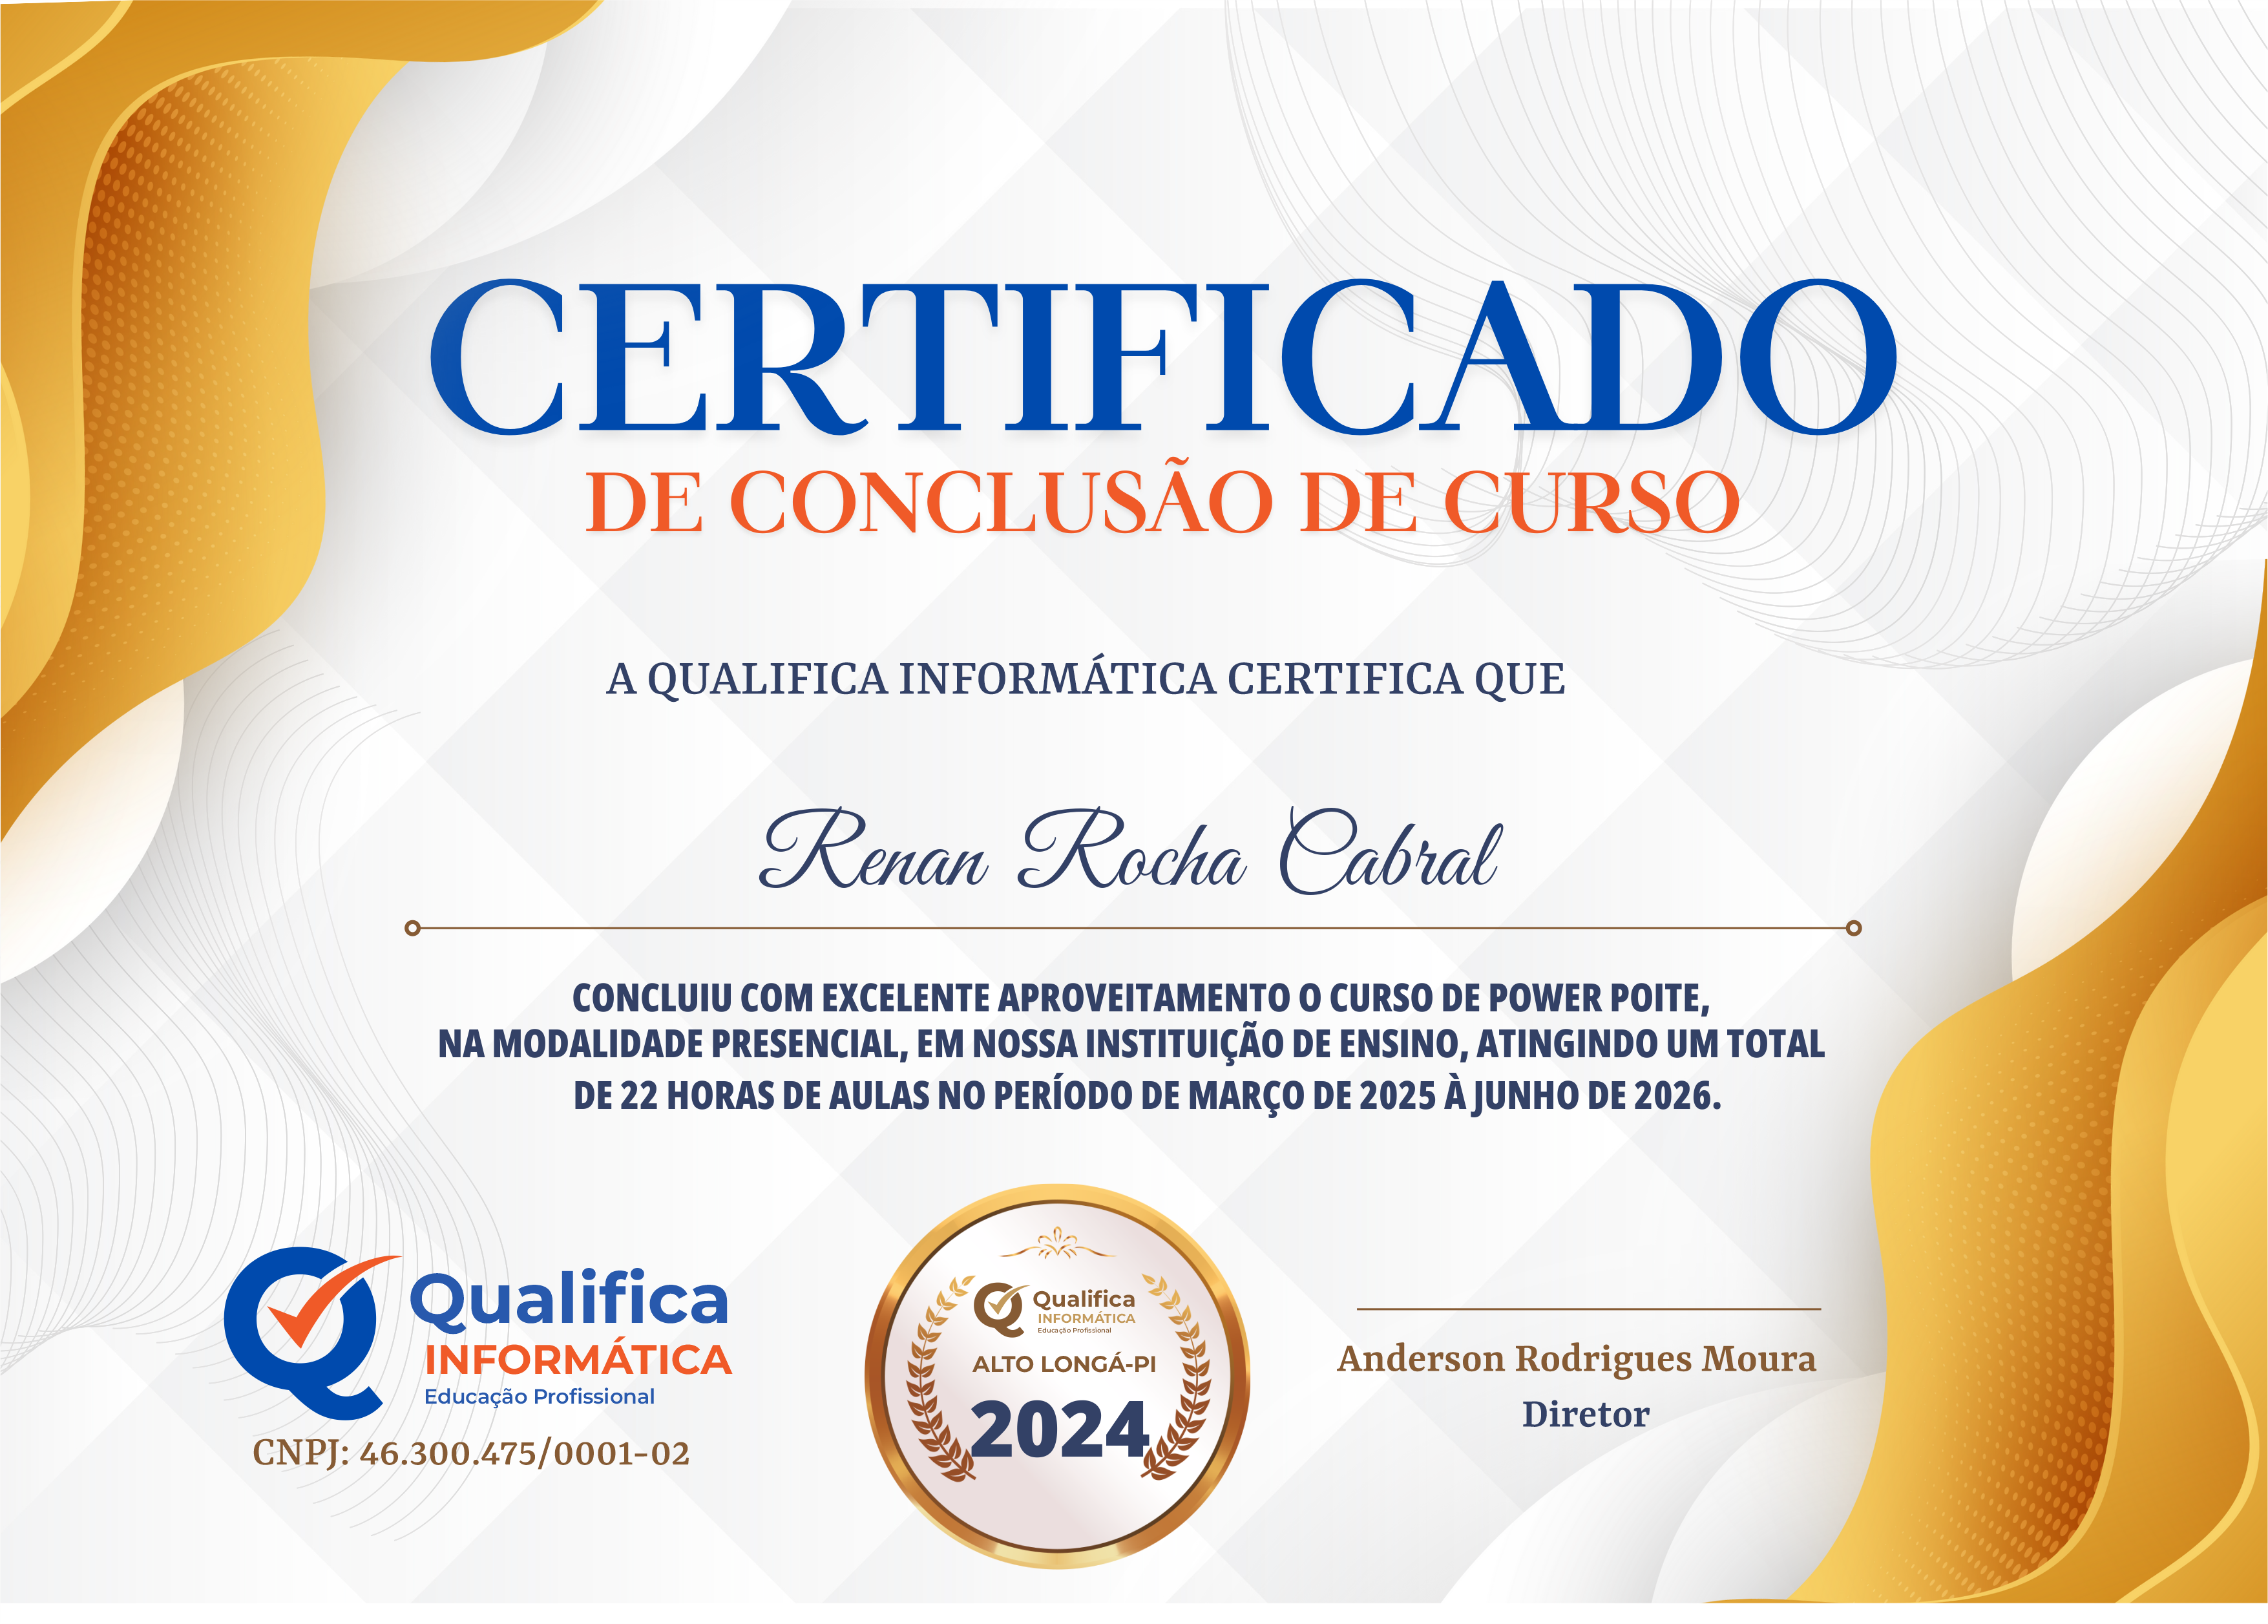 CERTIFICADO
DE CONCLUSÃO DE CURSO
A QUALIFICA INFORMÁTICA CERTIFICA QUE
Renan Rocha Cabral
CONCLUIU COM EXCELENTE APROVEITAMENTO O CURSO DE POWER POITE,
NA MODALIDADE PRESENCIAL, EM NOSSA INSTITUIÇÃO DE ENSINO, ATINGINDO UM TOTAL
DE 22 HORAS DE AULAS NO PERÍODO DE MARÇO DE 2025 À JUNHO DE 2026.
Qualifica
INFORMÁTICA
Educação Profissional
CNPJ: 46.300.475/0001-02
Qualifica
INFORMÁTICA
Educação Profissional
ALTO LONGÁ-PI
2024
Anderson Rodrigues Moura
Diretor